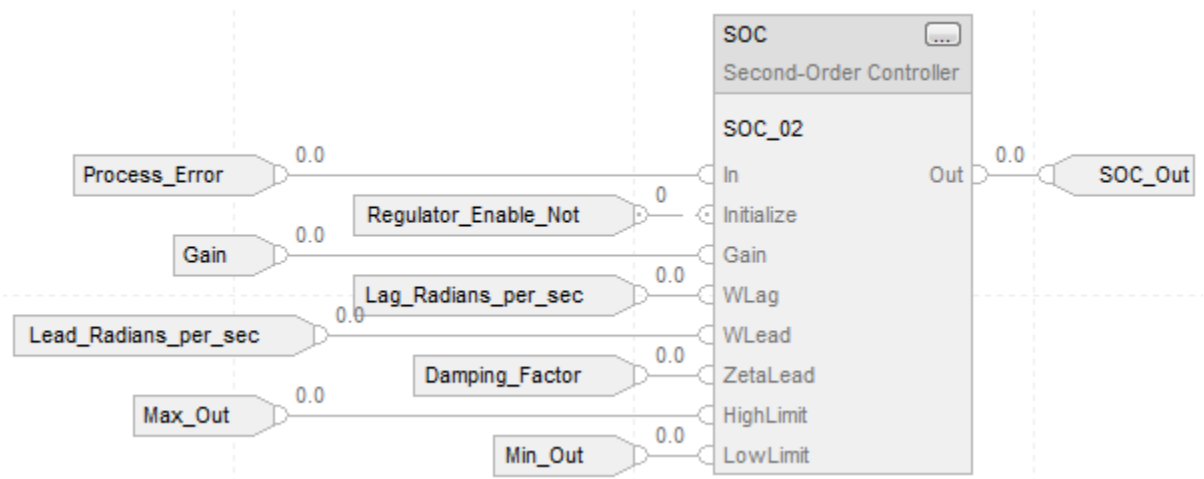 SOC ...
Second-Order Controller
SOC_02
Process_Error 0.0 In Out 0.0 SOC_Out
Regulator_Enable_Not 0 Initialize
Gain 0.0 Gain
Lag_Radians_per_sec 0.0 WLag
Lead_Radians_per_sec 0.0 WLead
Damping_Factor 0.0 ZetaLead
Max_Out 0.0 HighLimit
Min_Out 0.0 LowLimit